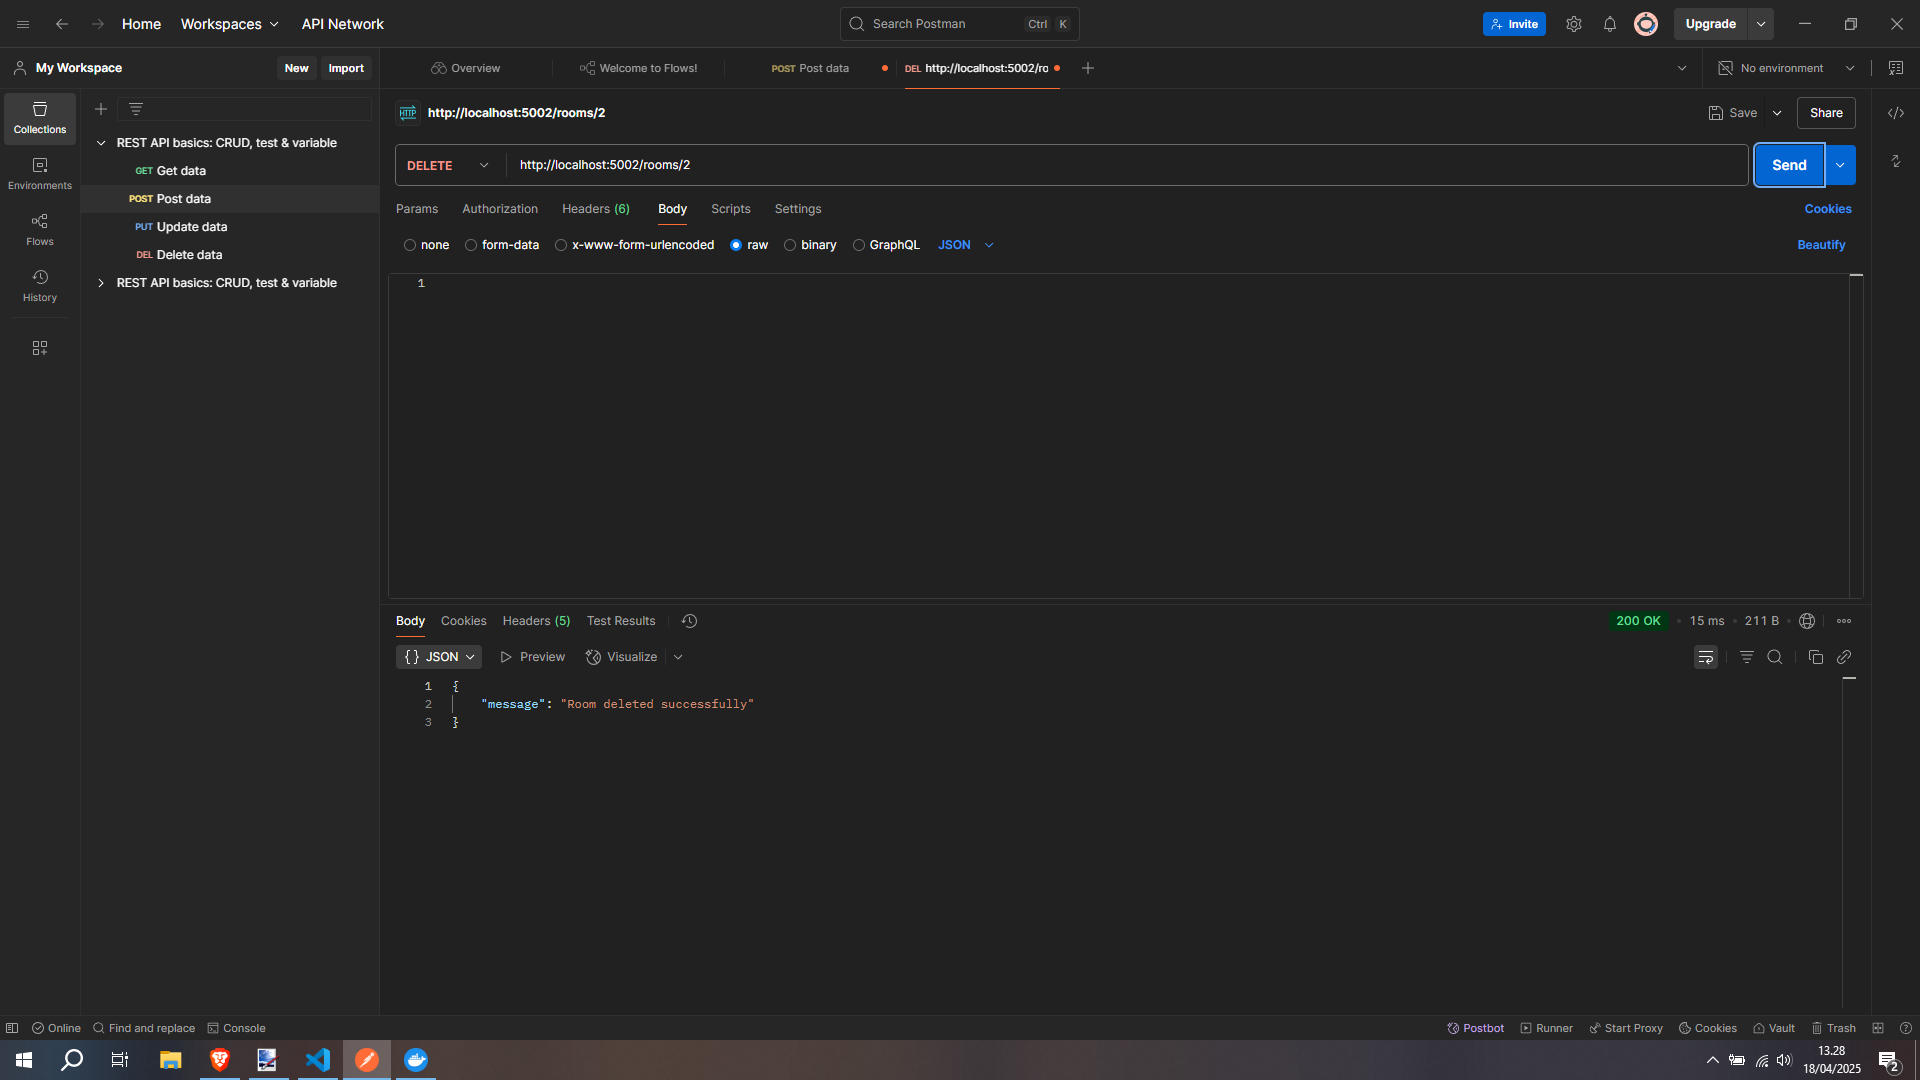 Home Workspaces API Network Search Postman Ctrl K Invite Upgrade
My Workspace New Import Overview Welcome to Flows! POST Post data DEL http://localhost:5002/ro No environment
Collections
Environments
Flows
History
REST API basics: CRUD, test & variable
GET Get data
POST Post data
PUT Update data
DEL Delete data
REST API basics: CRUD, test & variable
HTTP http://localhost:5002/rooms/2 Save Share
DELETE http://localhost:5002/rooms/2 Send
Params Authorization Headers (6) Body Scripts Settings Cookies
none form-data x-www-form-urlencoded raw binary GraphQL JSON Beautify
1
Body Cookies Headers (5) Test Results 200 OK 15 ms 211 B
{} JSON Preview Visualize
1 {
2 "message": "Room deleted successfully"
3 }
Online Find and replace Console Postbot Runner Start Proxy Cookies Vault Trash
13.28
18/04/2025
2